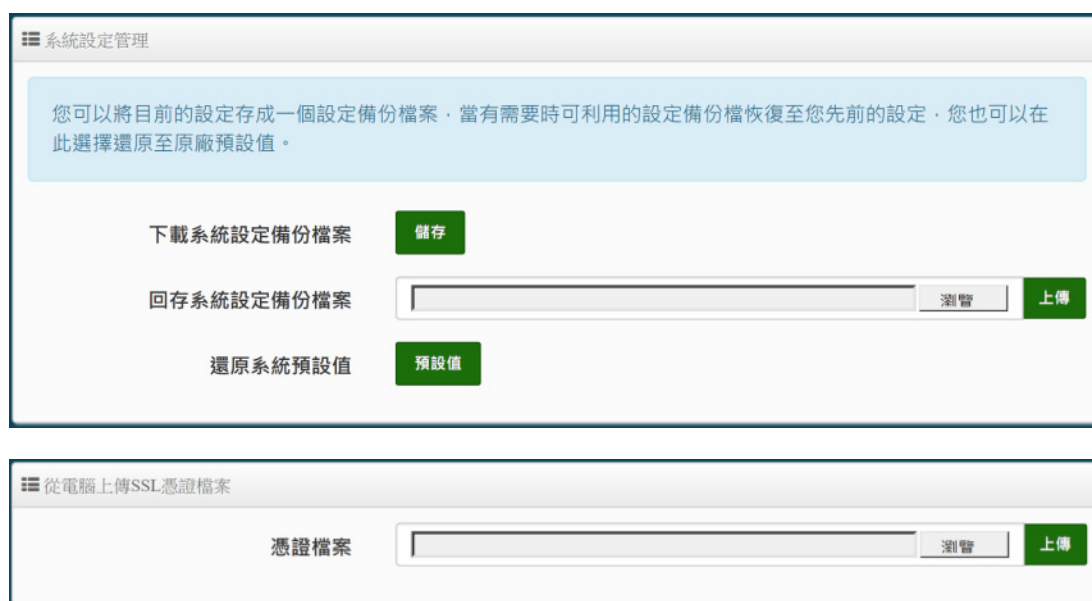 系統設定管理
您可以將目前的設定存成一個設定備份檔案，當有需要時可利用的設定備份檔恢復至您先前的設定，您也可以在
此選擇還原至原廠預設值。
下載系統設定備份檔案 儲存
回存系統設定備份檔案 瀏覽 上傳
還原系統預設值 預設值
從電腦上傳SSL憑證檔案
憑證檔案 瀏覽 上傳